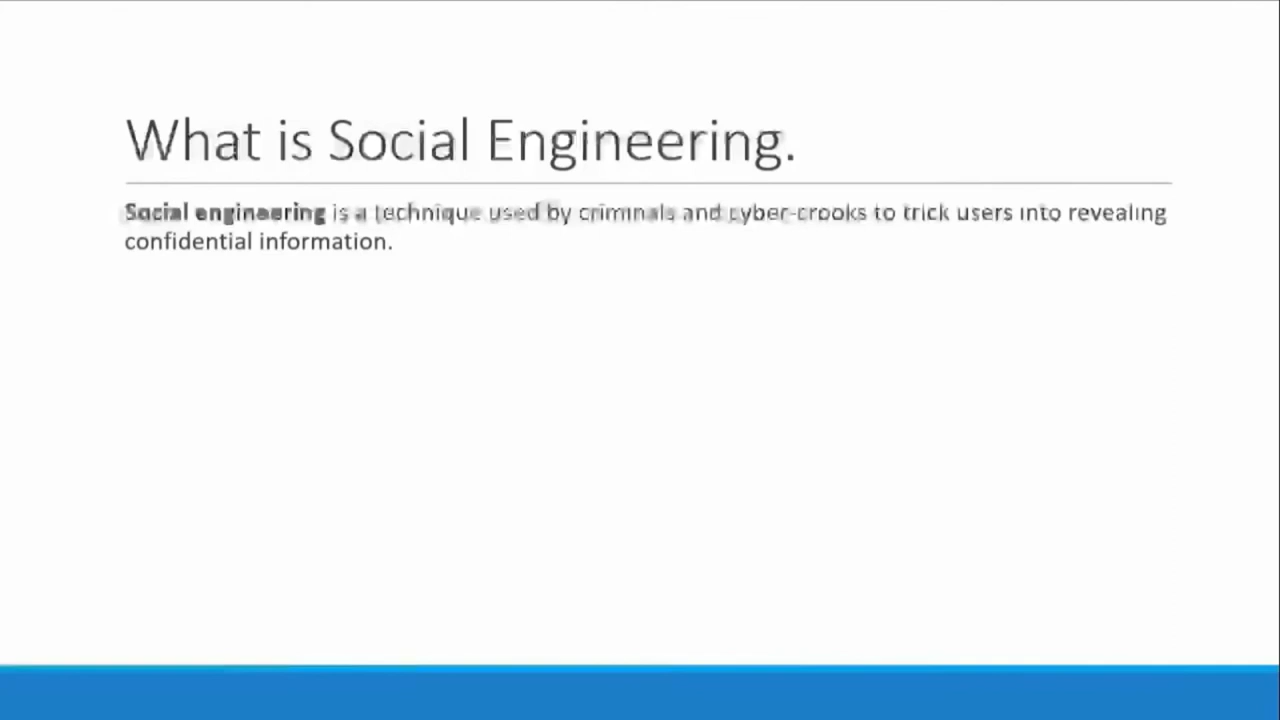 What is Social Engineering.
Social engineering is a technique used by criminals and cyber-crooks to trick users into revealing
confidential information.